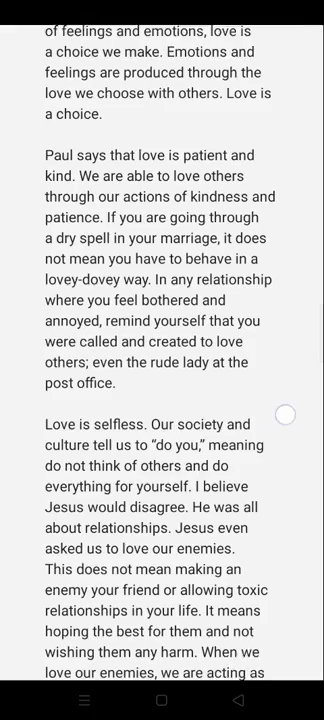 of feelings and emotions, love is
a choice we make. Emotions and
feelings are produced through the
love we choose with others. Love is
a choice.
Paul says that love is patient and
kind. We are able to love others
through our actions of kindness and
patience. If you are going through
a dry spell in your marriage, it does
not mean you have to behave in a
lovey-dovey way. In any relationship
where you feel bothered and
annoyed, remind yourself that you
were called and created to love
others; even the rude lady at the
post office.
Love is selfless. Our society and
culture tell us to “do you,” meaning
do not think of others and do
everything for yourself. I believe
Jesus would disagree. He was all
about relationships. Jesus even
asked us to love our enemies.
This does not mean making an
enemy your friend or allowing toxic
relationships in your life. It means
hoping the best for them and not
wishing them any harm. When we
love our enemies, we are acting as